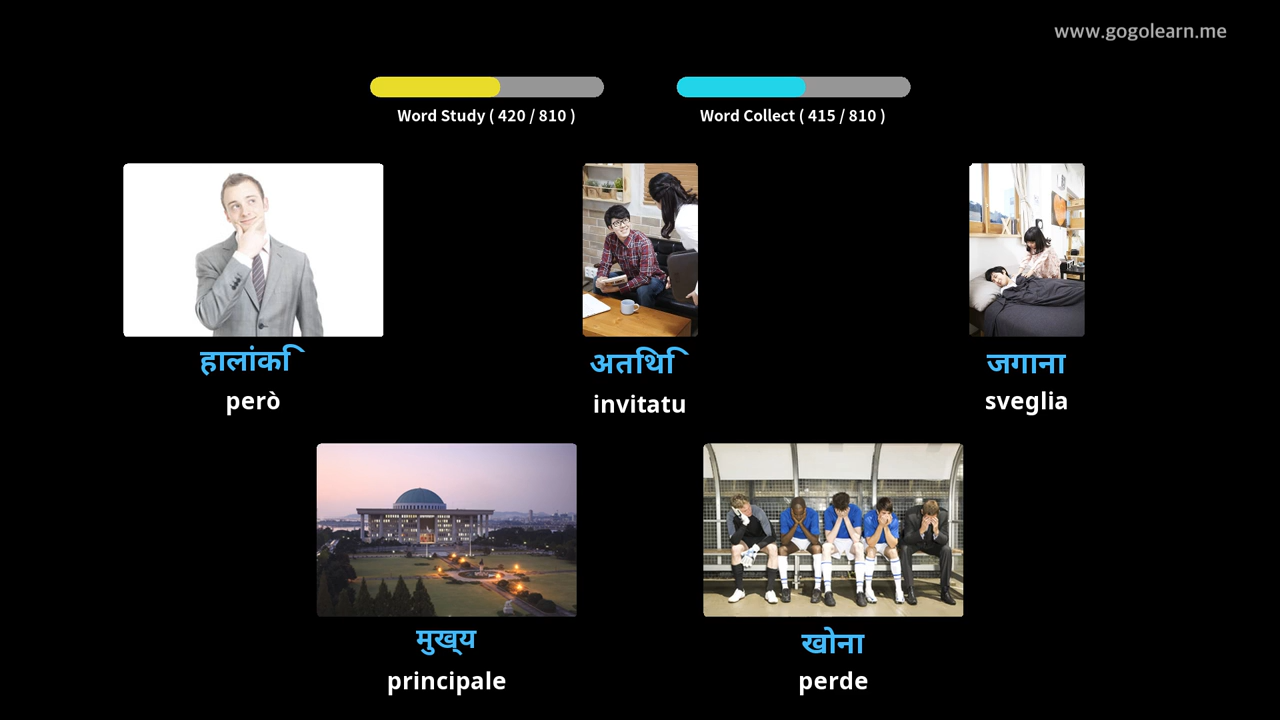 www.gogolearn.me
Word Study ( 420 / 810 )
Word Collect ( 415 / 810 )
हालांकि
però
अतिथि
invitatu
जगाना
sveglia
मुख्य
principale
खोना
perde